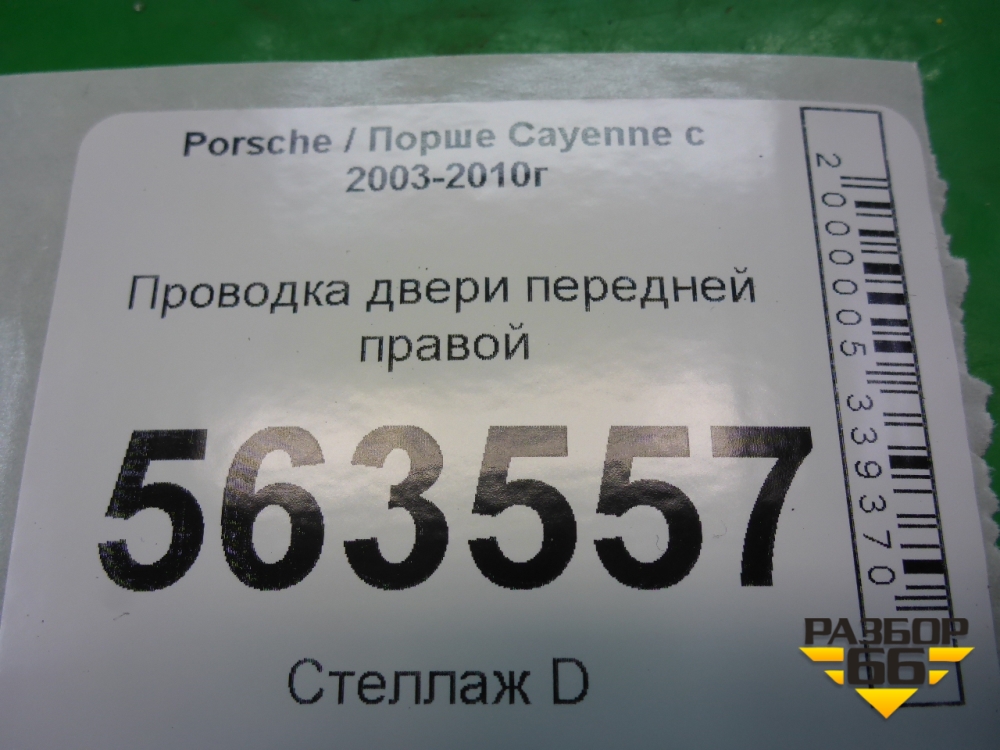 Porsche / Порше Cayenne с
2003-2010г
Проводка двери передней
правой
563557
Стеллаж D
2000005339370
РАЗБОР
66